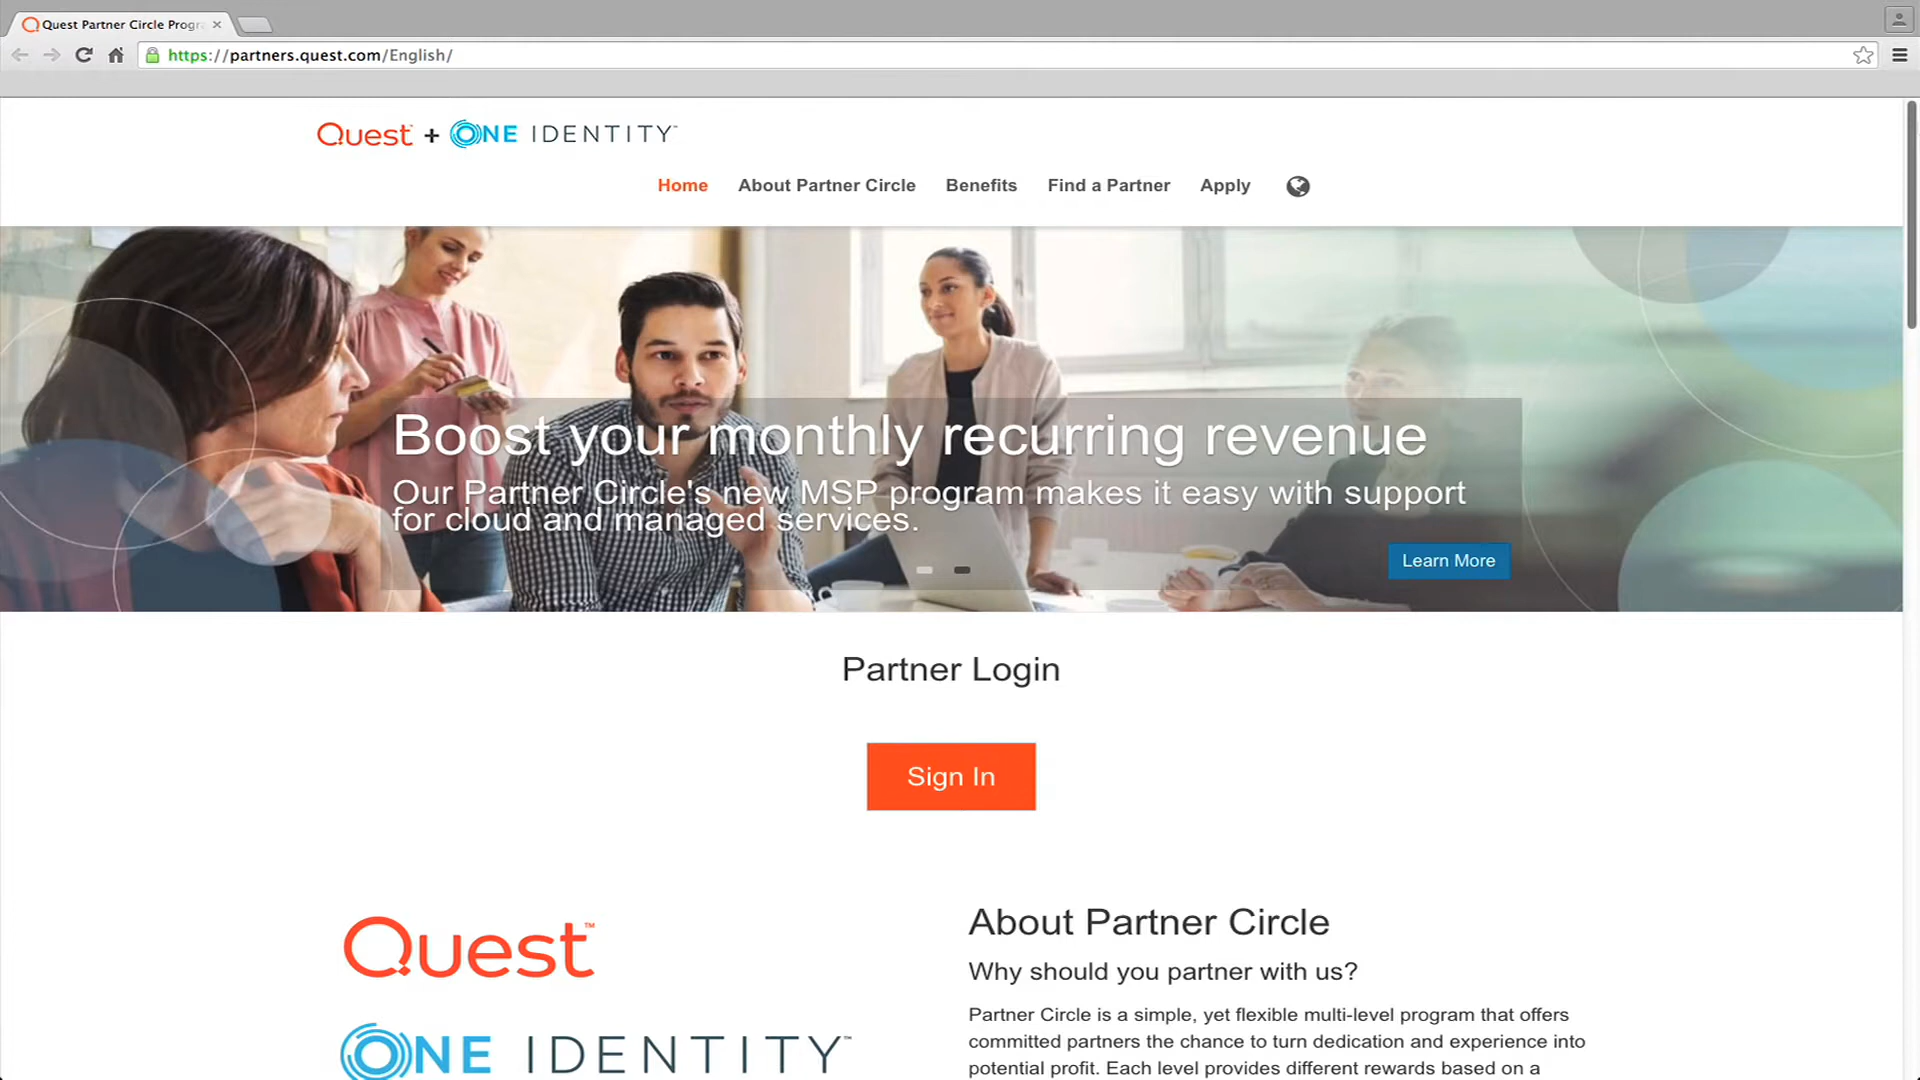 Quest Partner Circle Progr
https://partners.quest.com/English/
Quest™ + ONE IDENTITY™
Home About Partner Circle Benefits Find a Partner Apply
Boost your monthly recurring revenue
Our Partner Circle's new MSP program makes it easy with support
for cloud and managed services.
Learn More
Partner Login
Sign In
Quest™
ONE IDENTITY™
About Partner Circle
Why should you partner with us?
Partner Circle is a simple, yet flexible multi-level program that offers
committed partners the chance to turn dedication and experience into
potential profit. Each level provides different rewards based on a